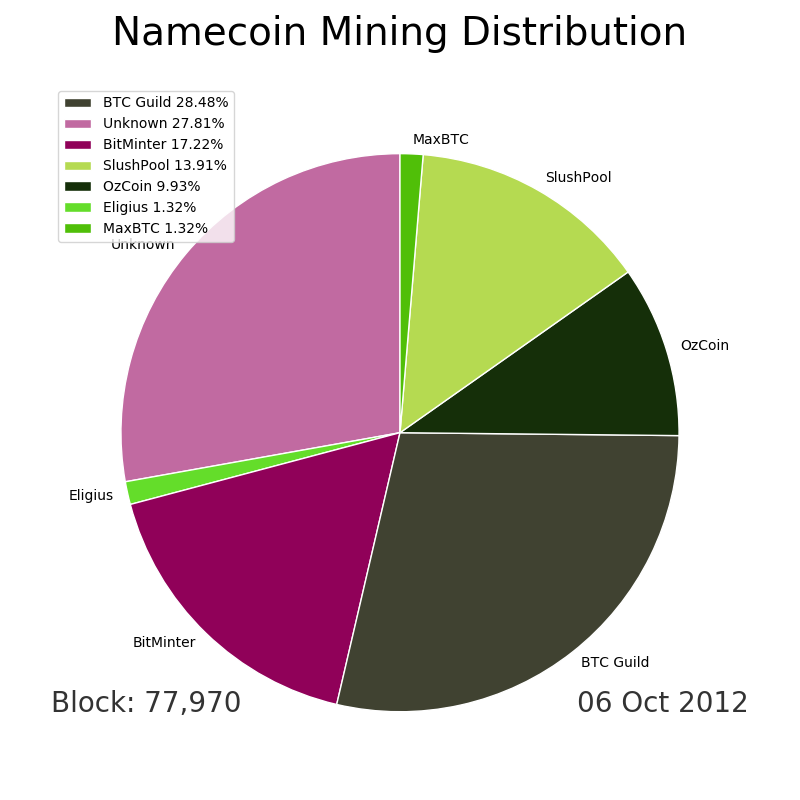 Namecoin Mining Distribution
BTC Guild 28.48%
Unknown 27.81%
BitMinter 17.22%
SlushPool 13.91%
OzCoin 9.93%
Eligius 1.32%
MaxBTC 1.32%
MaxBTC
SlushPool
Unknown
OzCoin
Eligius
BitMinter
BTC Guild
Block: 77,970
06 Oct 2012